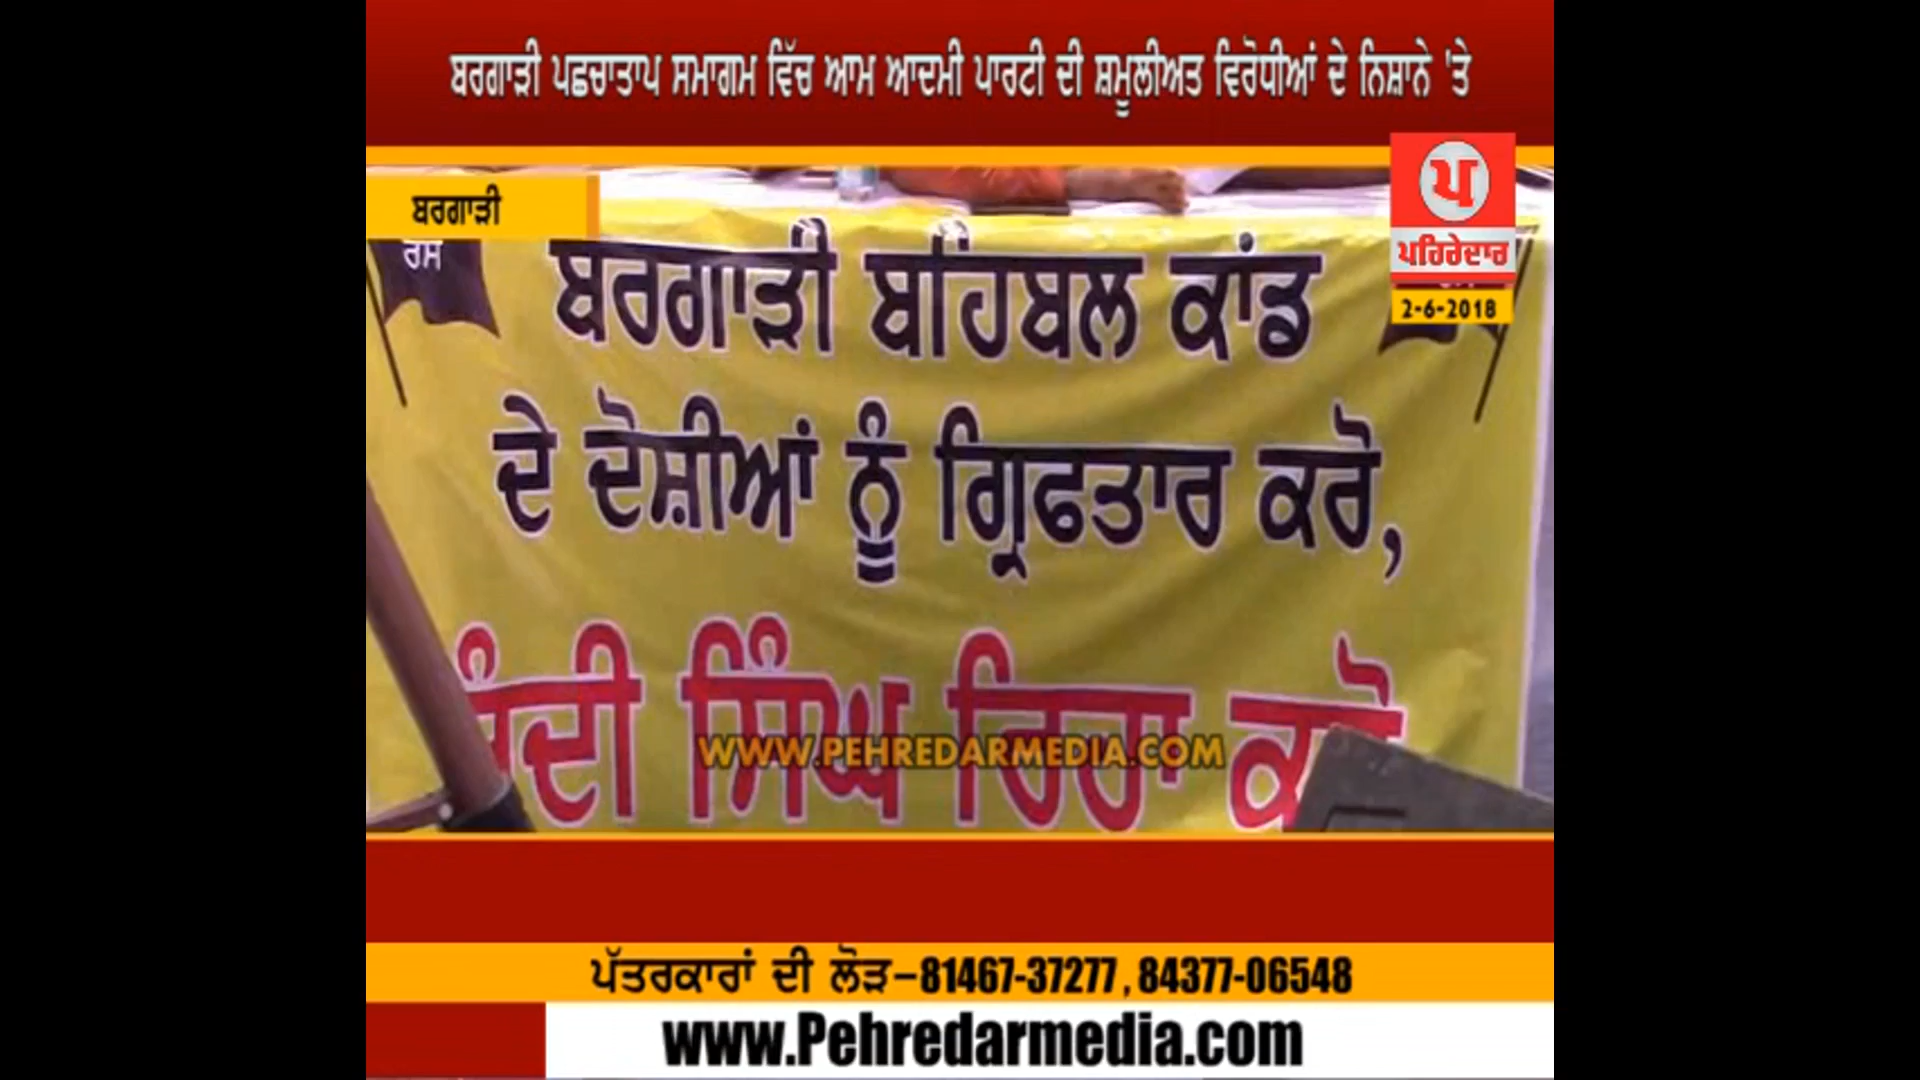 ਬਰਗਾੜੀ ਪਛਚਾਤਾਪ ਸਮਾਗਮ ਵਿੱਚ ਆਮ ਆਦਮੀ ਪਾਰਟੀ ਦੀ ਸ਼ਮੂਲੀਅਤ ਵਿਰੋਧੀਆਂ ਦੇ ਨਿਸ਼ਾਨੇ 'ਤੇ
ਬਰਗਾੜੀ
ਪ
ਪਹਿਰੇਦਾਰ
2-6-2018
ਰੋਸ
ਬਰਗਾੜੀ ਬਹਿਬਲ ਕਾਂਡ
ਦੇ ਦੋਸ਼ੀਆਂ ਨੂੰ ਗ੍ਰਿਫਤਾਰ ਕਰੋ,
ਬੰਦੀ ਸਿੰਘ ਰਿਹਾ ਕਰੋ
WWW.PEHREDARMEDIA.COM
ਪੱਤਰਕਾਰਾਂ ਦੀ ਲੋੜ-81467-37277, 84377-06548
www.Pehredarmedia.com